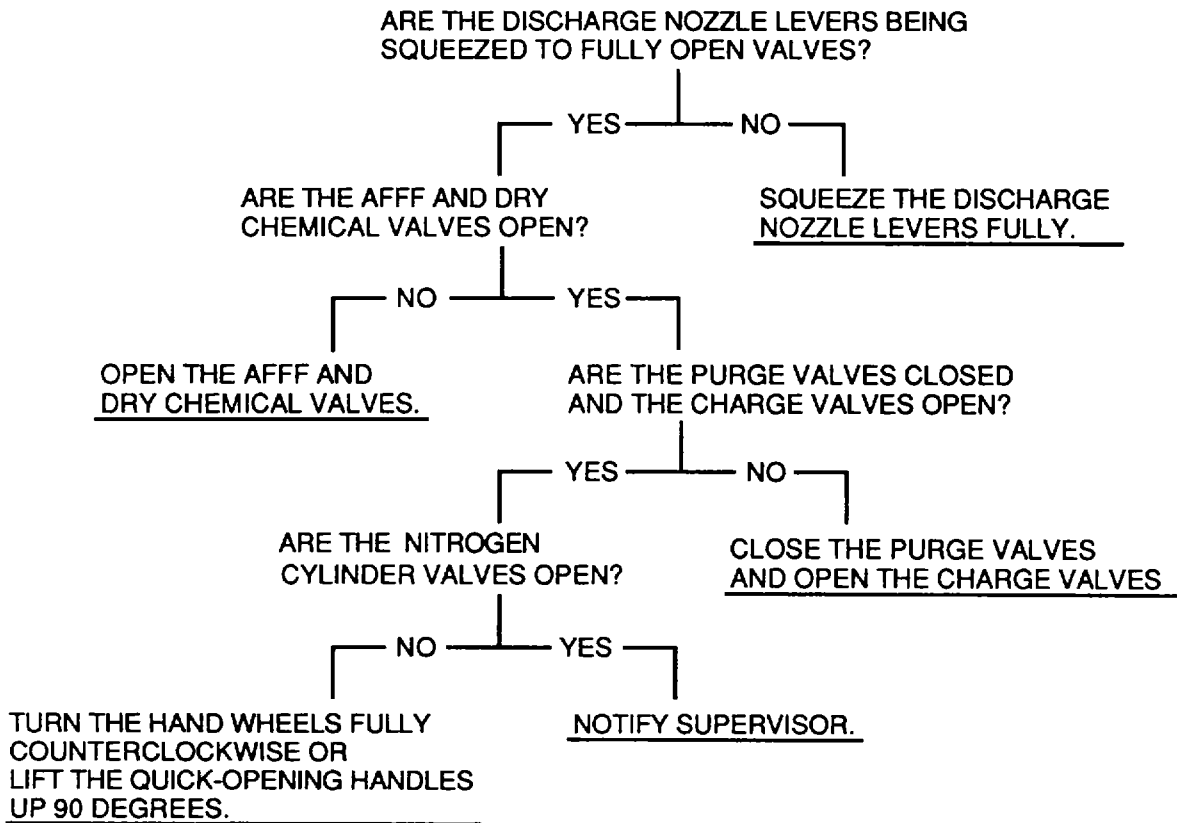 ARE THE DISCHARGE NOZZLE LEVERS BEING
SQUEEZED TO FULLY OPEN VALVES?
YES
NO
ARE THE AFFF AND DRY
CHEMICAL VALVES OPEN?
SQUEEZE THE DISCHARGE
NOZZLE LEVERS FULLY.
NO
YES
OPEN THE AFFF AND
DRY CHEMICAL VALVES.
ARE THE PURGE VALVES CLOSED
AND THE CHARGE VALVES OPEN?
YES
NO
ARE THE NITROGEN
CYLINDER VALVES OPEN?
CLOSE THE PURGE VALVES
AND OPEN THE CHARGE VALVES
NO
YES
TURN THE HAND WHEELS FULLY
COUNTERCLOCKWISE OR
LIFT THE QUICK-OPENING HANDLES
UP 90 DEGREES.
NOTIFY SUPERVISOR.